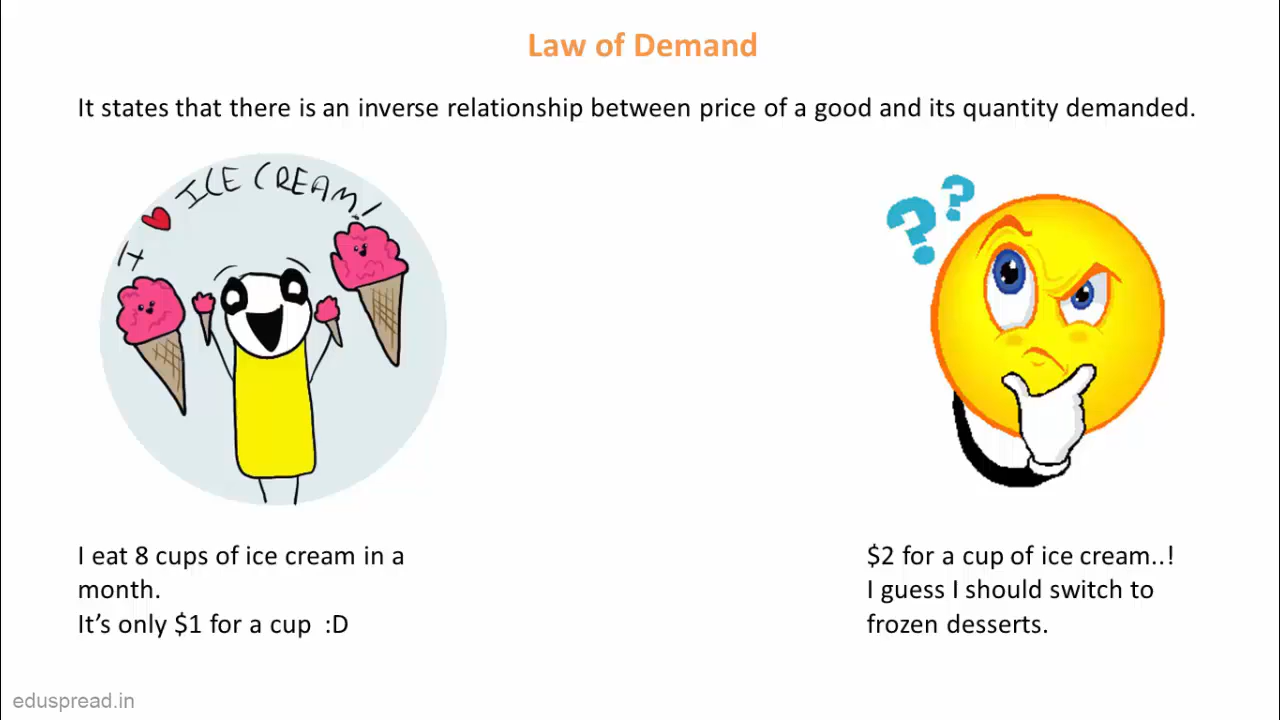 Law of Demand
It states that there is an inverse relationship between price of a good and its quantity demanded.
I ❤ ICE CREAM!
??
I eat 8 cups of ice cream in a
month.
It's only $1 for a cup :D
$2 for a cup of ice cream..!
I guess I should switch to
frozen desserts.
eduspread.in